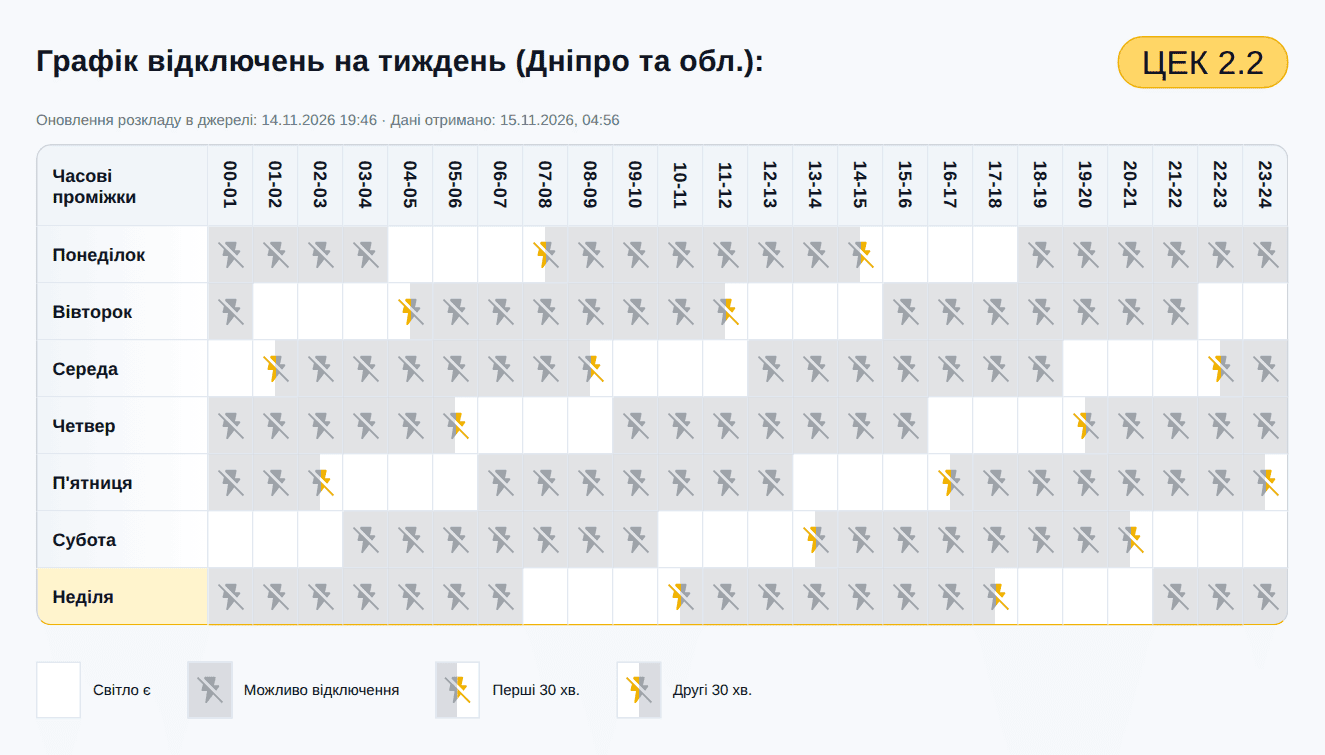 Графік відключень на тиждень (Дніпро та обл.):
ЦЕК 2.2
Оновлення розкладу в джерелі: 14.11.2026 19:46 · Дані отримано: 15.11.2026, 04:56
Часові
проміжки
00-01
01-02
02-03
03-04
04-05
05-06
06-07
07-08
08-09
09-10
10-11
11-12
12-13
13-14
14-15
15-16
16-17
17-18
18-19
19-20
20-21
21-22
22-23
23-24
Понеділок
Вівторок
Середа
Четвер
П'ятниця
Субота
Неділя
Світло є
Можливо відключення
Перші 30 хв.
Другі 30 хв.